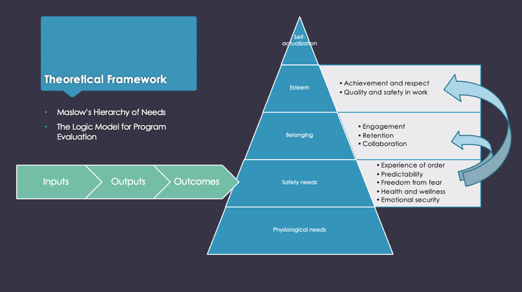 Theoretical Framework
• Maslow's Hierarchy of Needs
• The Logic Model for Program
Evaluation
Inputs
Outputs
Outcomes
Self-
actualization
Esteem
• Achievement and respect
• Quality and safety in work
Belonging
• Engagement
• Retention
• Collaboration
Safety needs
• Experience of order
• Predictability
• Freedom from fear
• Health and wellness
• Emotional security
Physiological needs